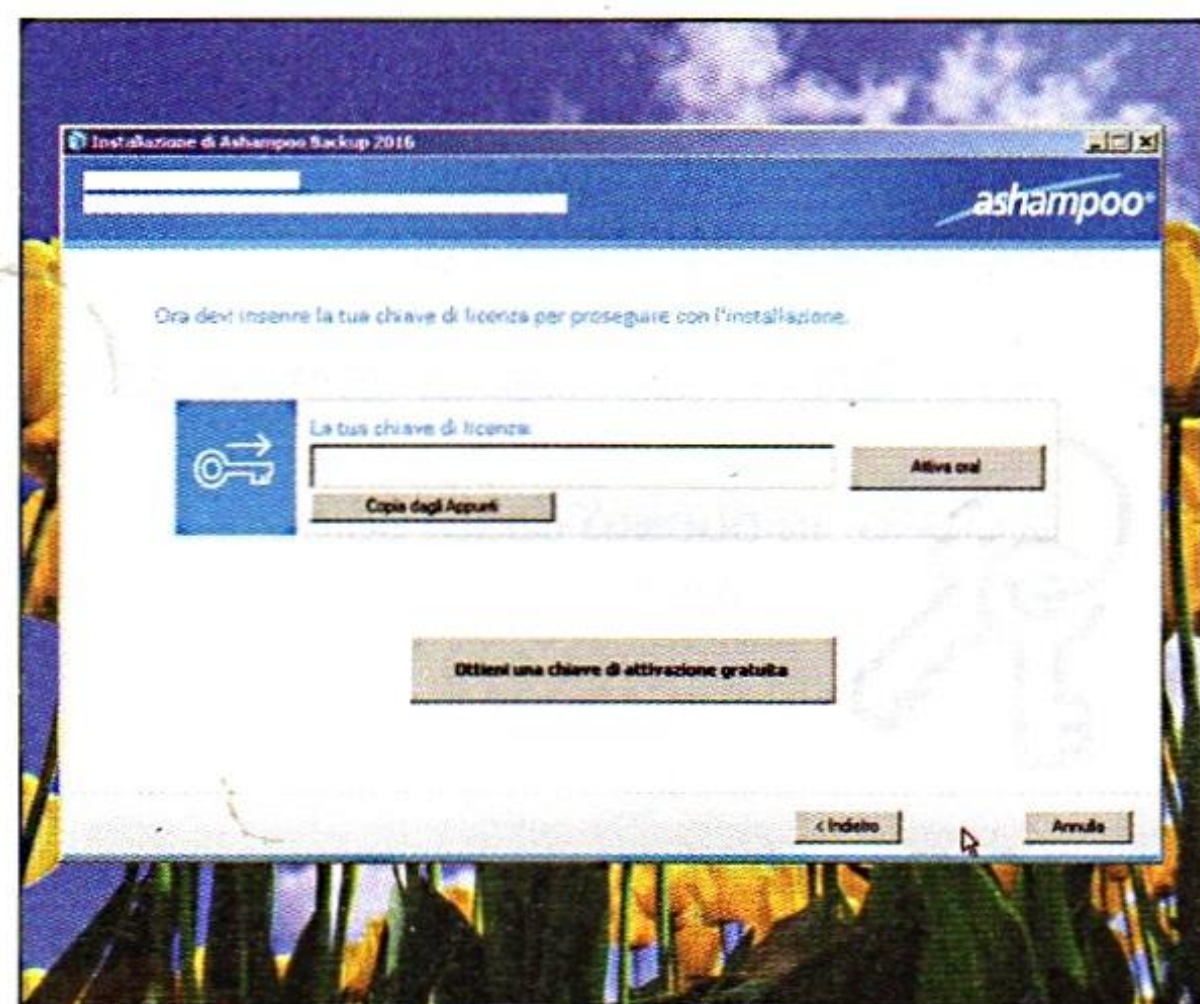 Installazione di Ashampoo Backup 2016
ashampoo®
Ora devi inserire la tua chiave di licenza per proseguire con l'installazione.
La tua chiave di licenza
Attiva ora!
Copia dagli Appunti
Ottieni una chiave di attivazione gratuita
< Indietro
Annulla